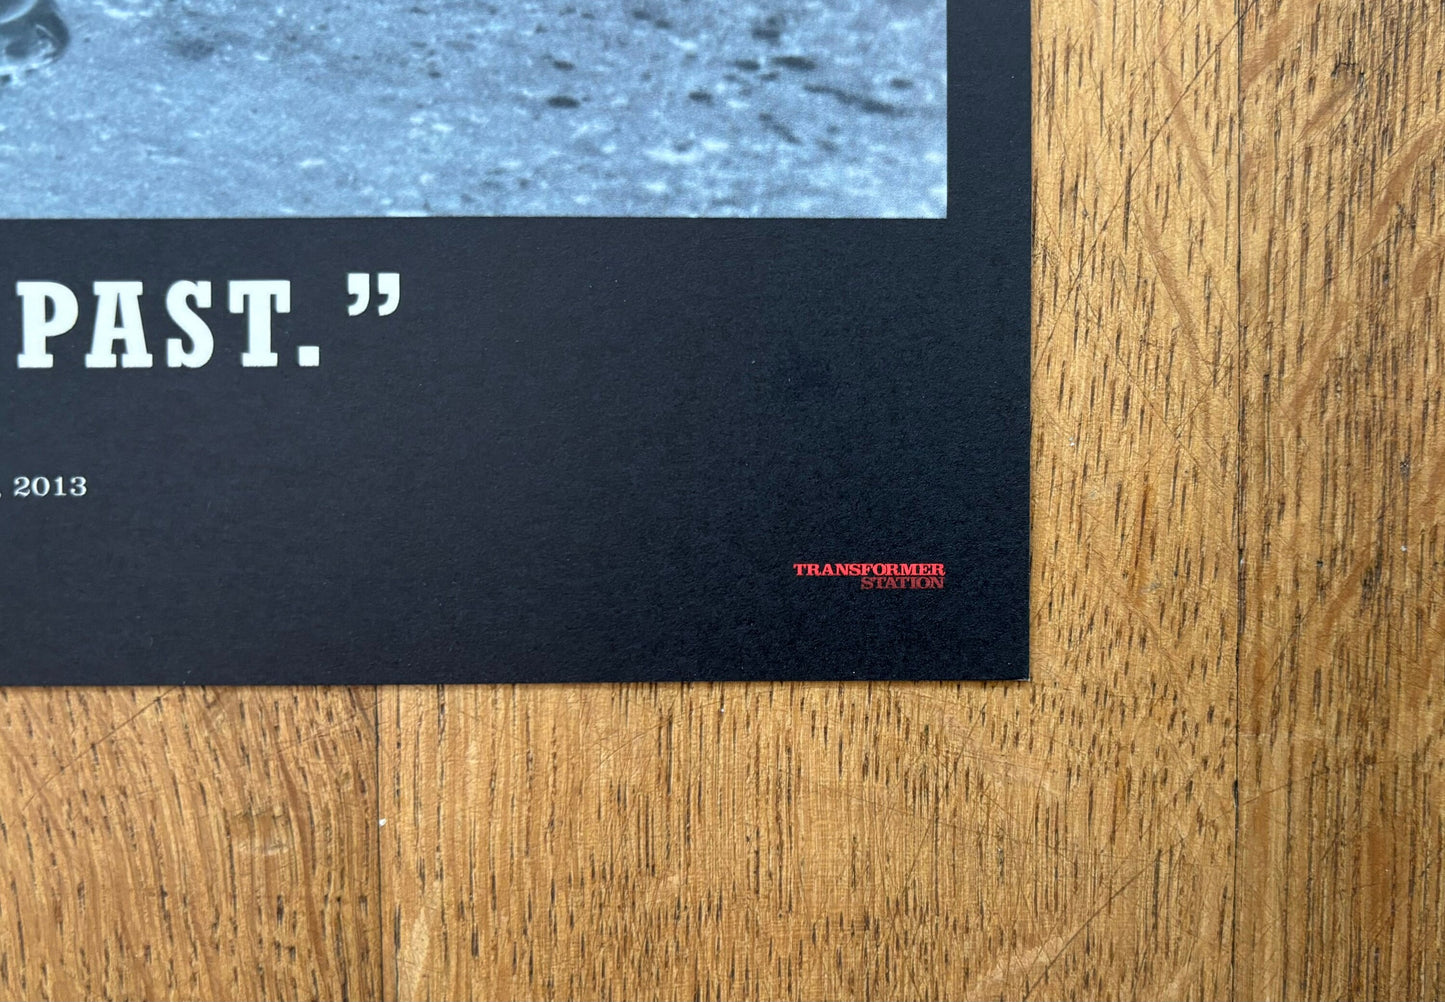 PAST.”
, 2013
TRANSFORMER
STATION